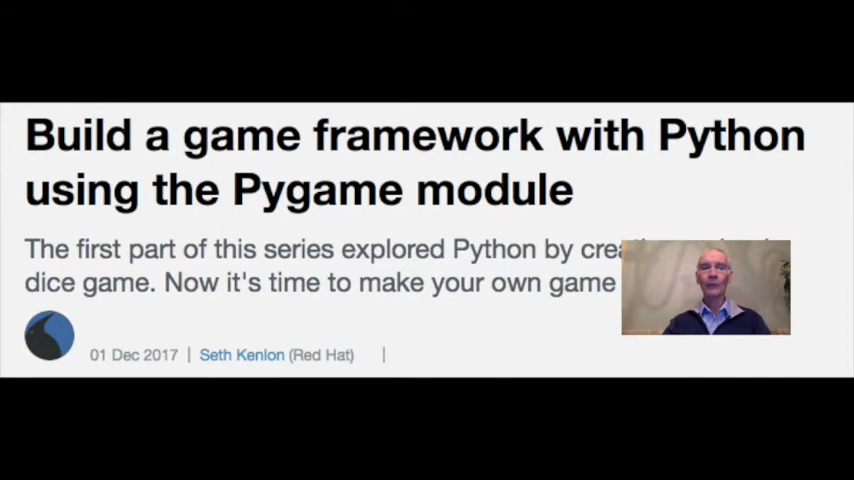 Build a game framework with Python
using the Pygame module
The first part of this series explored Python by
dice game. Now it's time to make your own game
01 Dec 2017 | Seth Kenlon (Red Hat) |